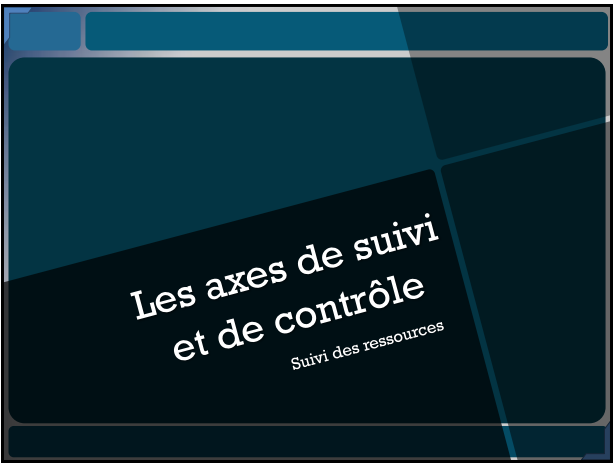 Les axes de suivi
et de contrôle
Suivi des ressources